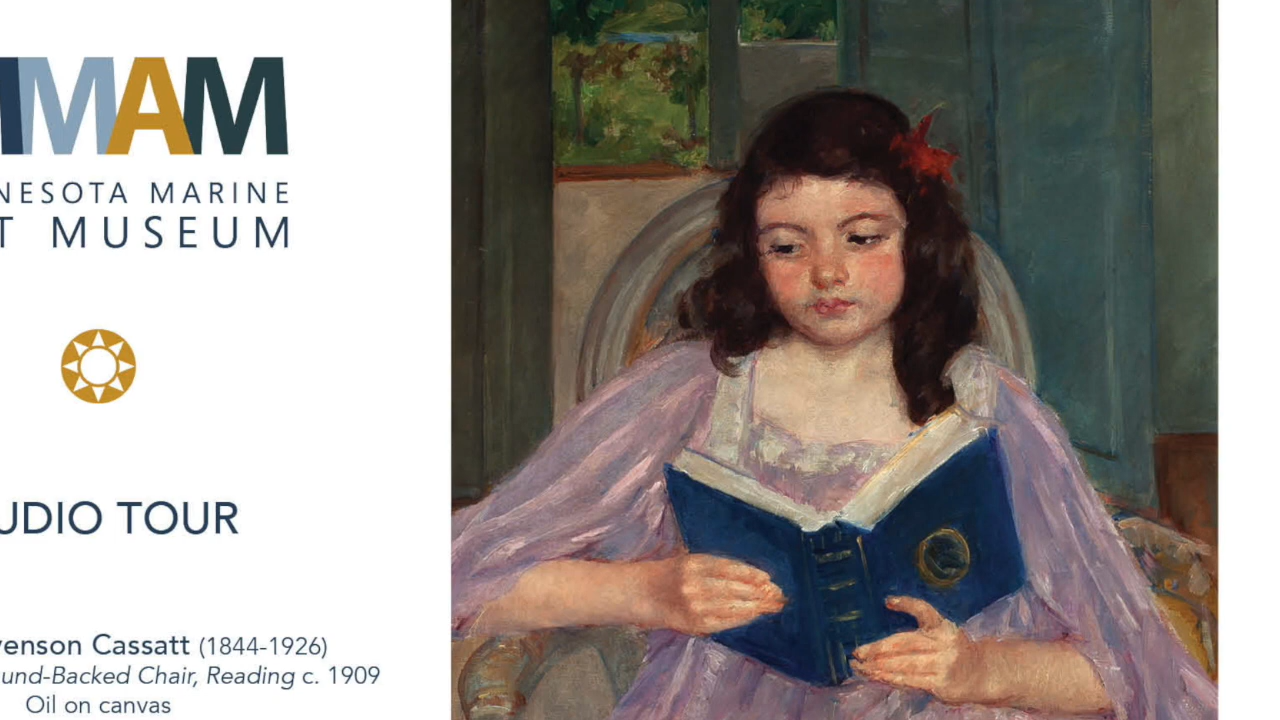 MAM
NESOTA MARINE
T MUSEUM
UDIO TOUR
venson Cassatt (1844-1926)
und-Backed Chair, Reading c. 1909
Oil on canvas